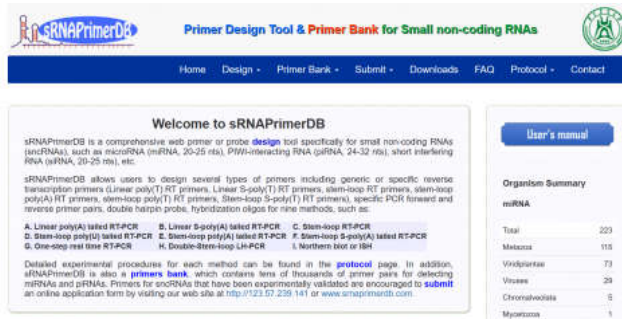 sRNAPrimerDB
Primer Design Tool & Primer Bank for Small non-coding RNAs
Home Design Primer Bank Submit Downloads FAQ Protocol Contact
Welcome to sRNAPrimerDB
sRNAPrimerDB is a comprehensive web primer or probe design tool specifically for small non-coding RNAs
(sncRNAs), such as microRNA (miRNA, 20-25 nts), PIWI-interacting RNA (piRNA, 24-32 nts), short interfering
RNA (siRNA, 20-25 nts), etc.
sRNAPrimerDB allows users to design several types of primers including generic or specific reverse
transcription primers (Linear poly(T) RT primers, Linear S-poly(T) RT primers, stem-loop RT primers, stem-loop
poly(A) RT primers, stem-loop poly(T) RT primers, Stem-loop S-poly(T) RT primers), specific PCR forward and
reverse primer pairs, double hairpin probe, hybridization oligos for nine methods, such as:
A. Linear poly(A) tailed RT-PCR B. Linear S-poly(A) tailed RT-PCR C. Stem-loop RT-PCR
D. Stem-loop poly(U) tailed RT-PCR E. Stem-loop poly(A) tailed RT-PCR F. Stem-loop S-poly(A) tailed RT-PCR
G. One-step real time RT-PCR H. Double-Stem-loop LH-PCR I. Northern blot or ISH
Detailed experimental procedures for each method can be found in the protocol page. In addition,
sRNAPrimerDB is also a primers bank, which contains tens of thousands of primer pairs for detecting
miRNAs and piRNAs. Primers for sncRNAs that have been experimentally validated are encouraged to submit
an online application form by visiting our web site at http://123.57.239.141 or www.srnaprimerdb.com.
User's manual
Organism Summary
miRNA
Total 223
Metazoa 115
Viridiplantae 73
Viruses 29
Chromalveolata 5
Mycetozoa 1